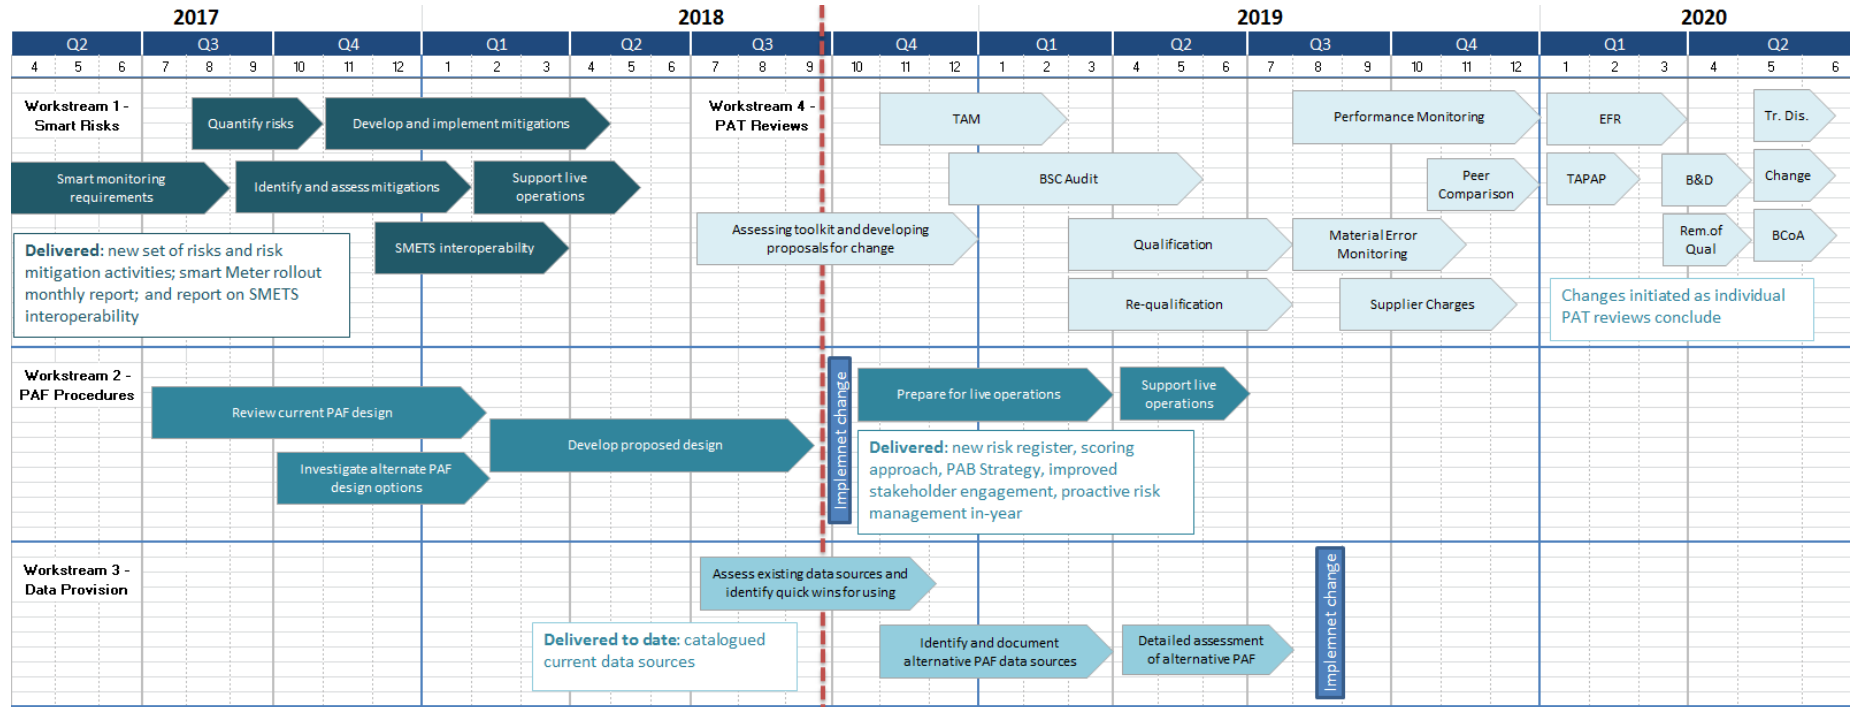 2017 2018 2019 2020
Q2 Q3 Q4 Q1 Q2 Q3 Q4 Q1 Q2 Q3 Q4 Q1 Q2
4 5 6 7 8 9 10 11 12 1 2 3 4 5 6 7 8 9 10 11 12 1 2 3 4 5 6 7 8 9 10 11 12 1 2 3 4 5 6
Workstream 1 -
Smart Risks
Quantify risks
Develop and implement mitigations
Smart monitoring
requirements
Identify and assess mitigations
Support live
operations
SMETS interoperability
Delivered: new set of risks and risk
mitigation activities; smart Meter rollout
monthly report; and report on SMETS
interoperability
Workstream 4 -
PAT Reviews
TAM
Performance Monitoring
EFR
Tr. Dis.
BSC Audit
Peer
Comparison
TAPAP
B&D
Change
Assessing toolkit and developing
proposals for change
Qualification
Material Error
Monitoring
Rem.of
Qual
BCoA
Re-qualification
Supplier Charges
Changes initiated as individual
PAT reviews conclude
Workstream 2 -
PAF Procedures
Review current PAF design
Develop proposed design
Investigate alternate PAF
design options
Implemnet change
Prepare for live operations
Support live
operations
Delivered: new risk register, scoring
approach, PAB Strategy, improved
stakeholder engagement, proactive risk
management in-year
Workstream 3 -
Data Provision
Assess existing data sources and
identify quick wins for using
Delivered to date: catalogued
current data sources
Identify and document
alternative PAF data sources
Detailed assessment
of alternative PAF
Implemnet change